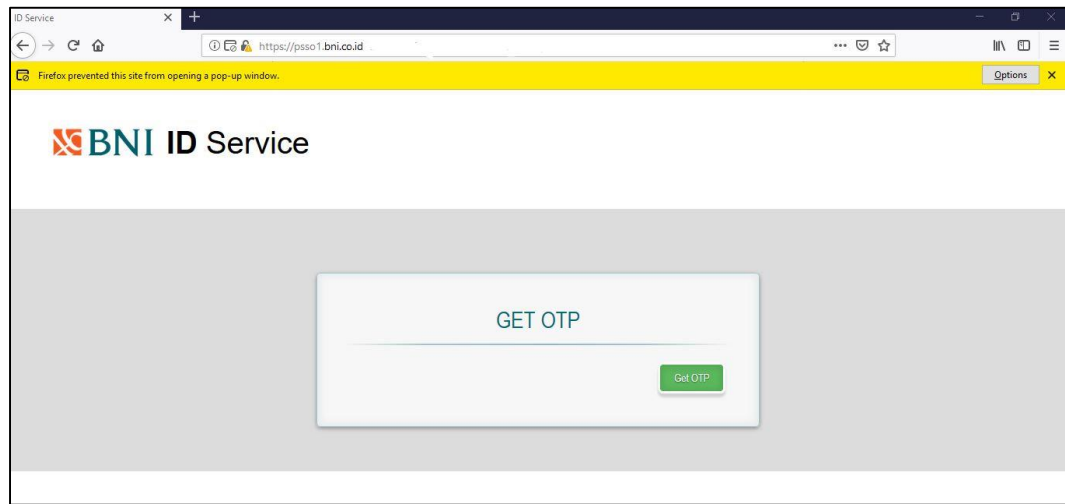 ID Service
https://psso1.bni.co.id
Firefox prevented this site from opening a pop-up window.
Options
BNI ID Service
GET OTP
Get OTP